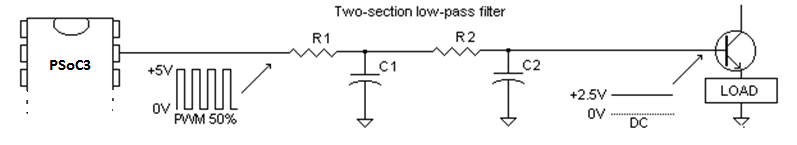 Two-section low-pass filter
R1
R2
PSoC3
+5V
0V
PWM 50%
C1
C2
+2.5V
0V
DC
LOAD